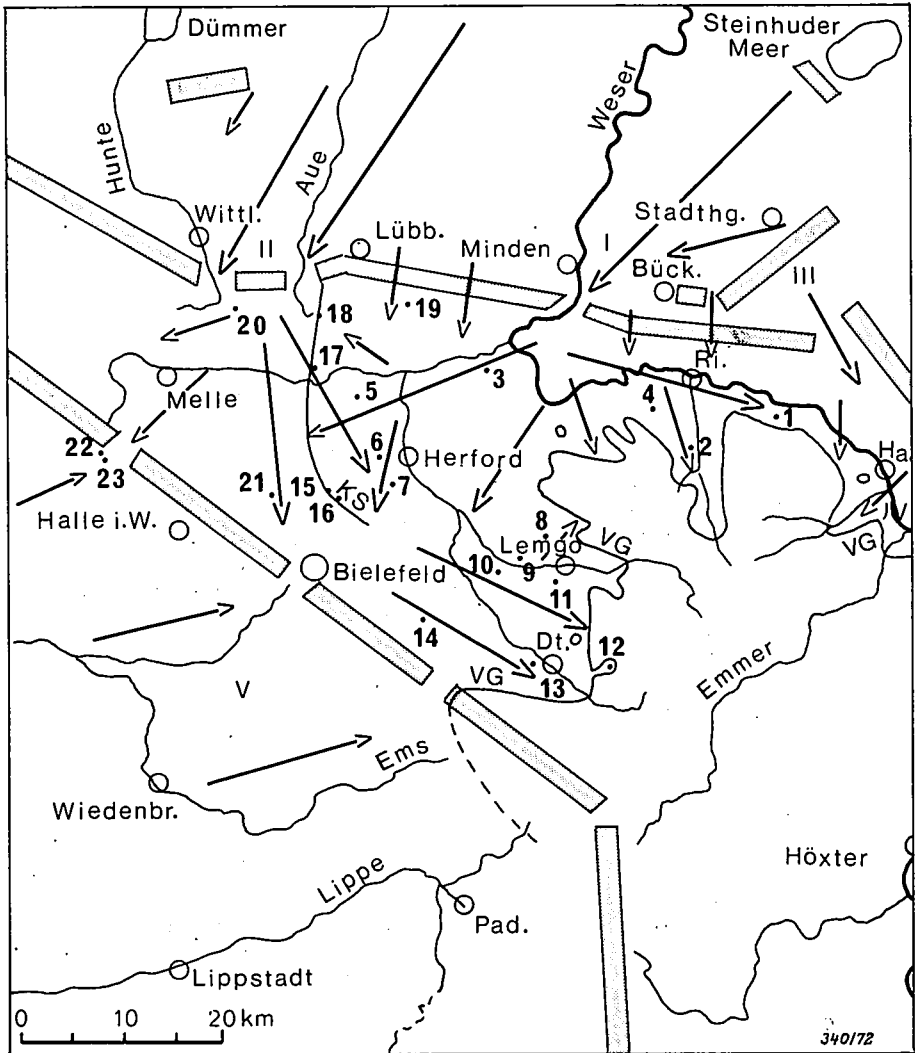 Dümmer
Steinhuder
Meer
Weser
Hunte
Aue
Wittl.
II
Lübb.
Minden
I
Stadthg.
Bück.
III
20
18
19
17
5
3
Ri.
4
1
Melle
2
22
23
6
Herford
Ha.
7
21
15
KS
16
Halle i.W.
8
VG
IV
VG
Lemgo
10
9
Bielefeld
11
14
Dt.
12
13
VG
Emmer
V
Ems
Wiedenbr.
Höxter
Lippe
Pad.
Lippstadt
0 10 20 km
340/72